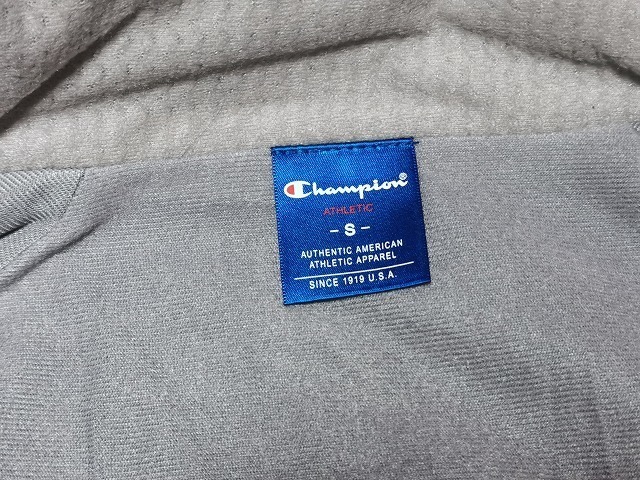 Champion®
ATHLETIC
- S -
AUTHENTIC AMERICAN
ATHLETIC APPAREL
SINCE 1919 U.S.A.